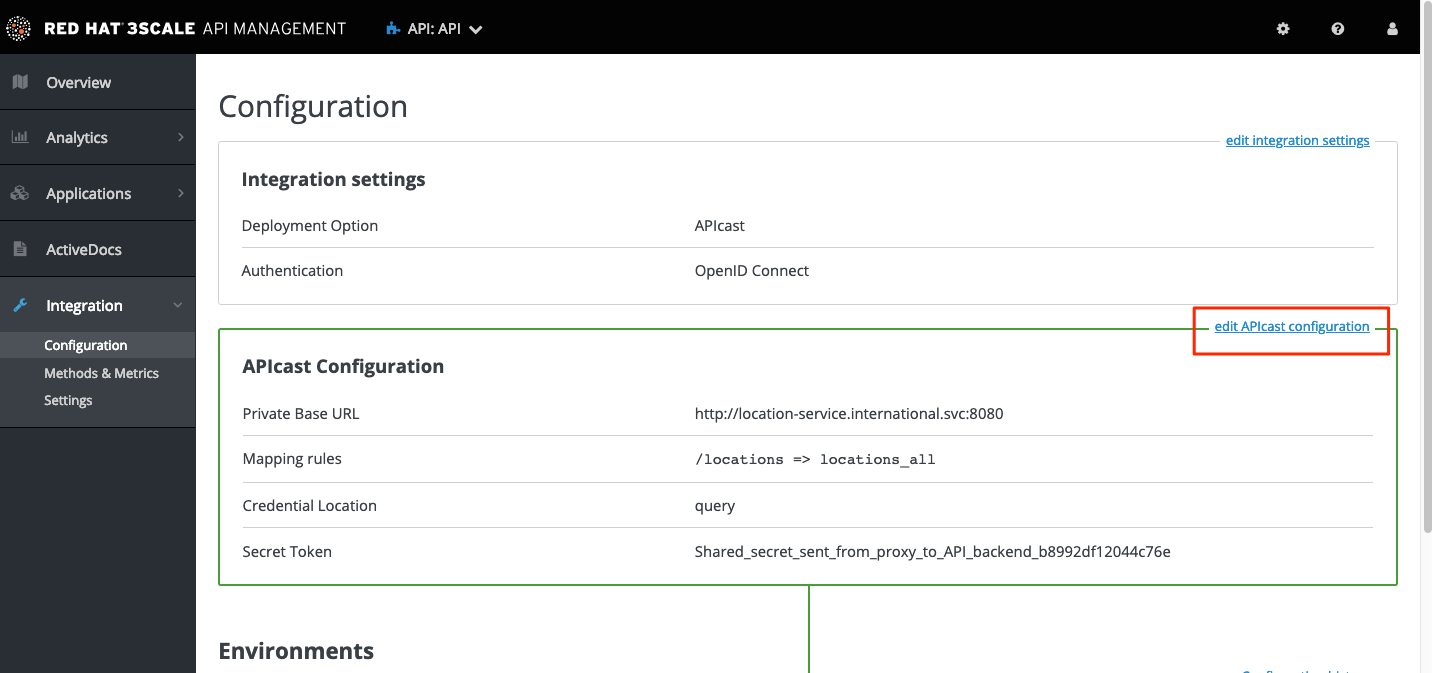 RED HAT 3SCALE API MANAGEMENT API: API
Overview
Analytics
Applications
ActiveDocs
Integration
Configuration
Methods & Metrics
Settings
Configuration
edit integration settings
Integration settings
Deployment Option APIcast
Authentication OpenID Connect
edit APIcast configuration
APIcast Configuration
Private Base URL http://location-service.international.svc:8080
Mapping rules /locations => locations_all
Credential Location query
Secret Token Shared_secret_sent_from_proxy_to_API_backend_b8992df12044c76e
Environments